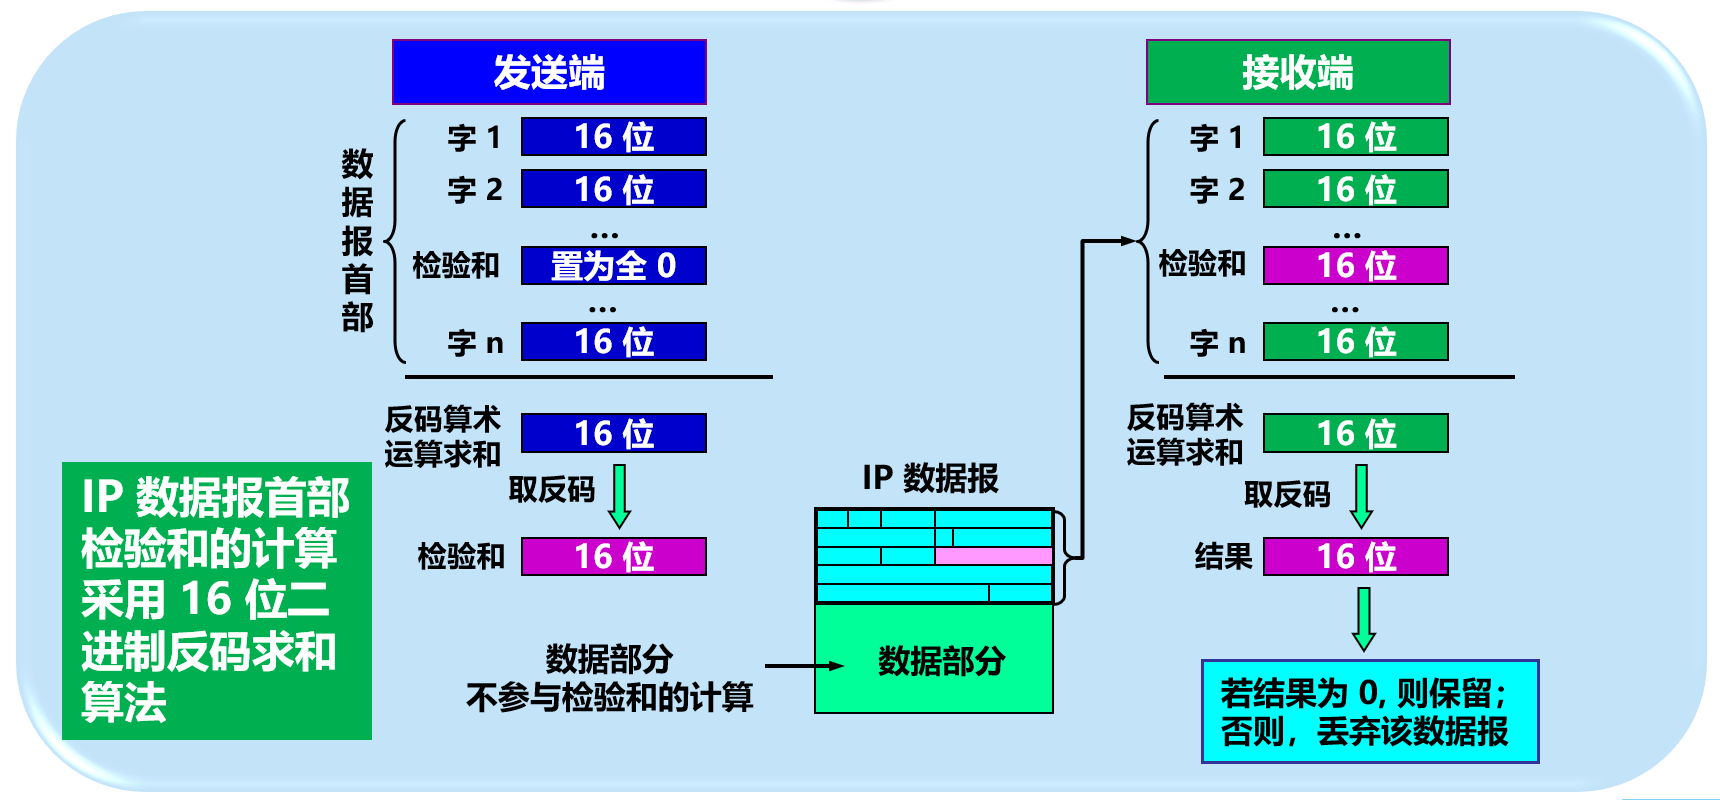 发送端
数据报首部
字 1
16 位
字 2
16 位
...
检验和
置为全 0
...
字 n
16 位
反码算术
运算求和
16 位
取反码
检验和
16 位
IP 数据报首部
检验和的计算
采用 16 位二
进制反码求和
算法
数据部分
不参与检验和的计算
IP 数据报
数据部分
接收端
字 1
16 位
字 2
16 位
...
检验和
16 位
...
字 n
16 位
反码算术
运算求和
16 位
取反码
结果
16 位
若结果为 0, 则保留；
否则，丢弃该数据报